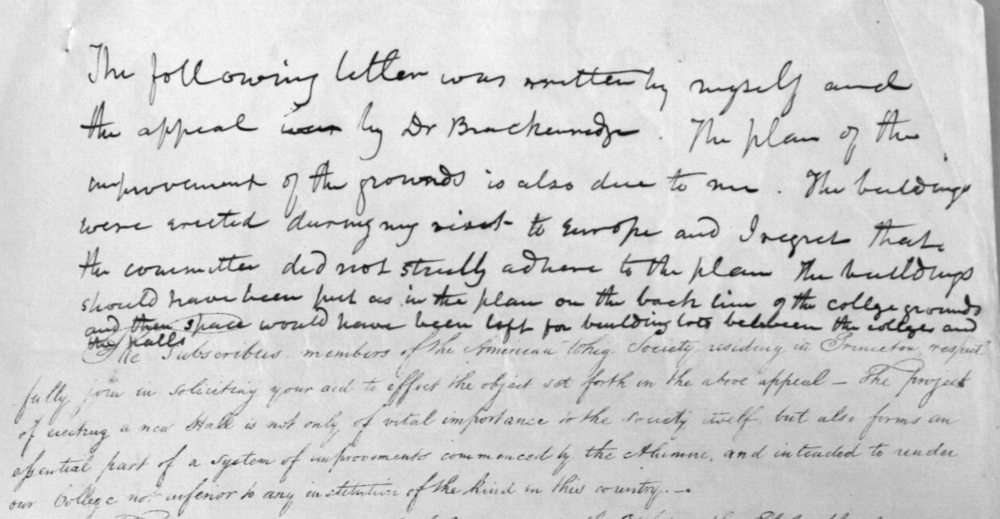 The following letter was written by myself and
the appeal was by Dr Brackenredge. The plan of the
improvement of the grounds is also due to me. The buildings
were erected during my visit to Europe and I regret that
the committee did not strictly adhere to the plan The buildings
should have been put as in the plan on the back line of the college grounds
and then space would have been left for building lots between the college and
the halls
The Subscribers members of the American Whig Society, residing in Princeton, respect
fully join in soliciting your aid to effect the object set forth in the above appeal — The project
of erecting a new Hall is not only of vital importance to the Society itself, but also forms an
essential part of a system of improvements commenced by the Alumni, and intended to render
our College not inferior to any institution of the kind in this country. —